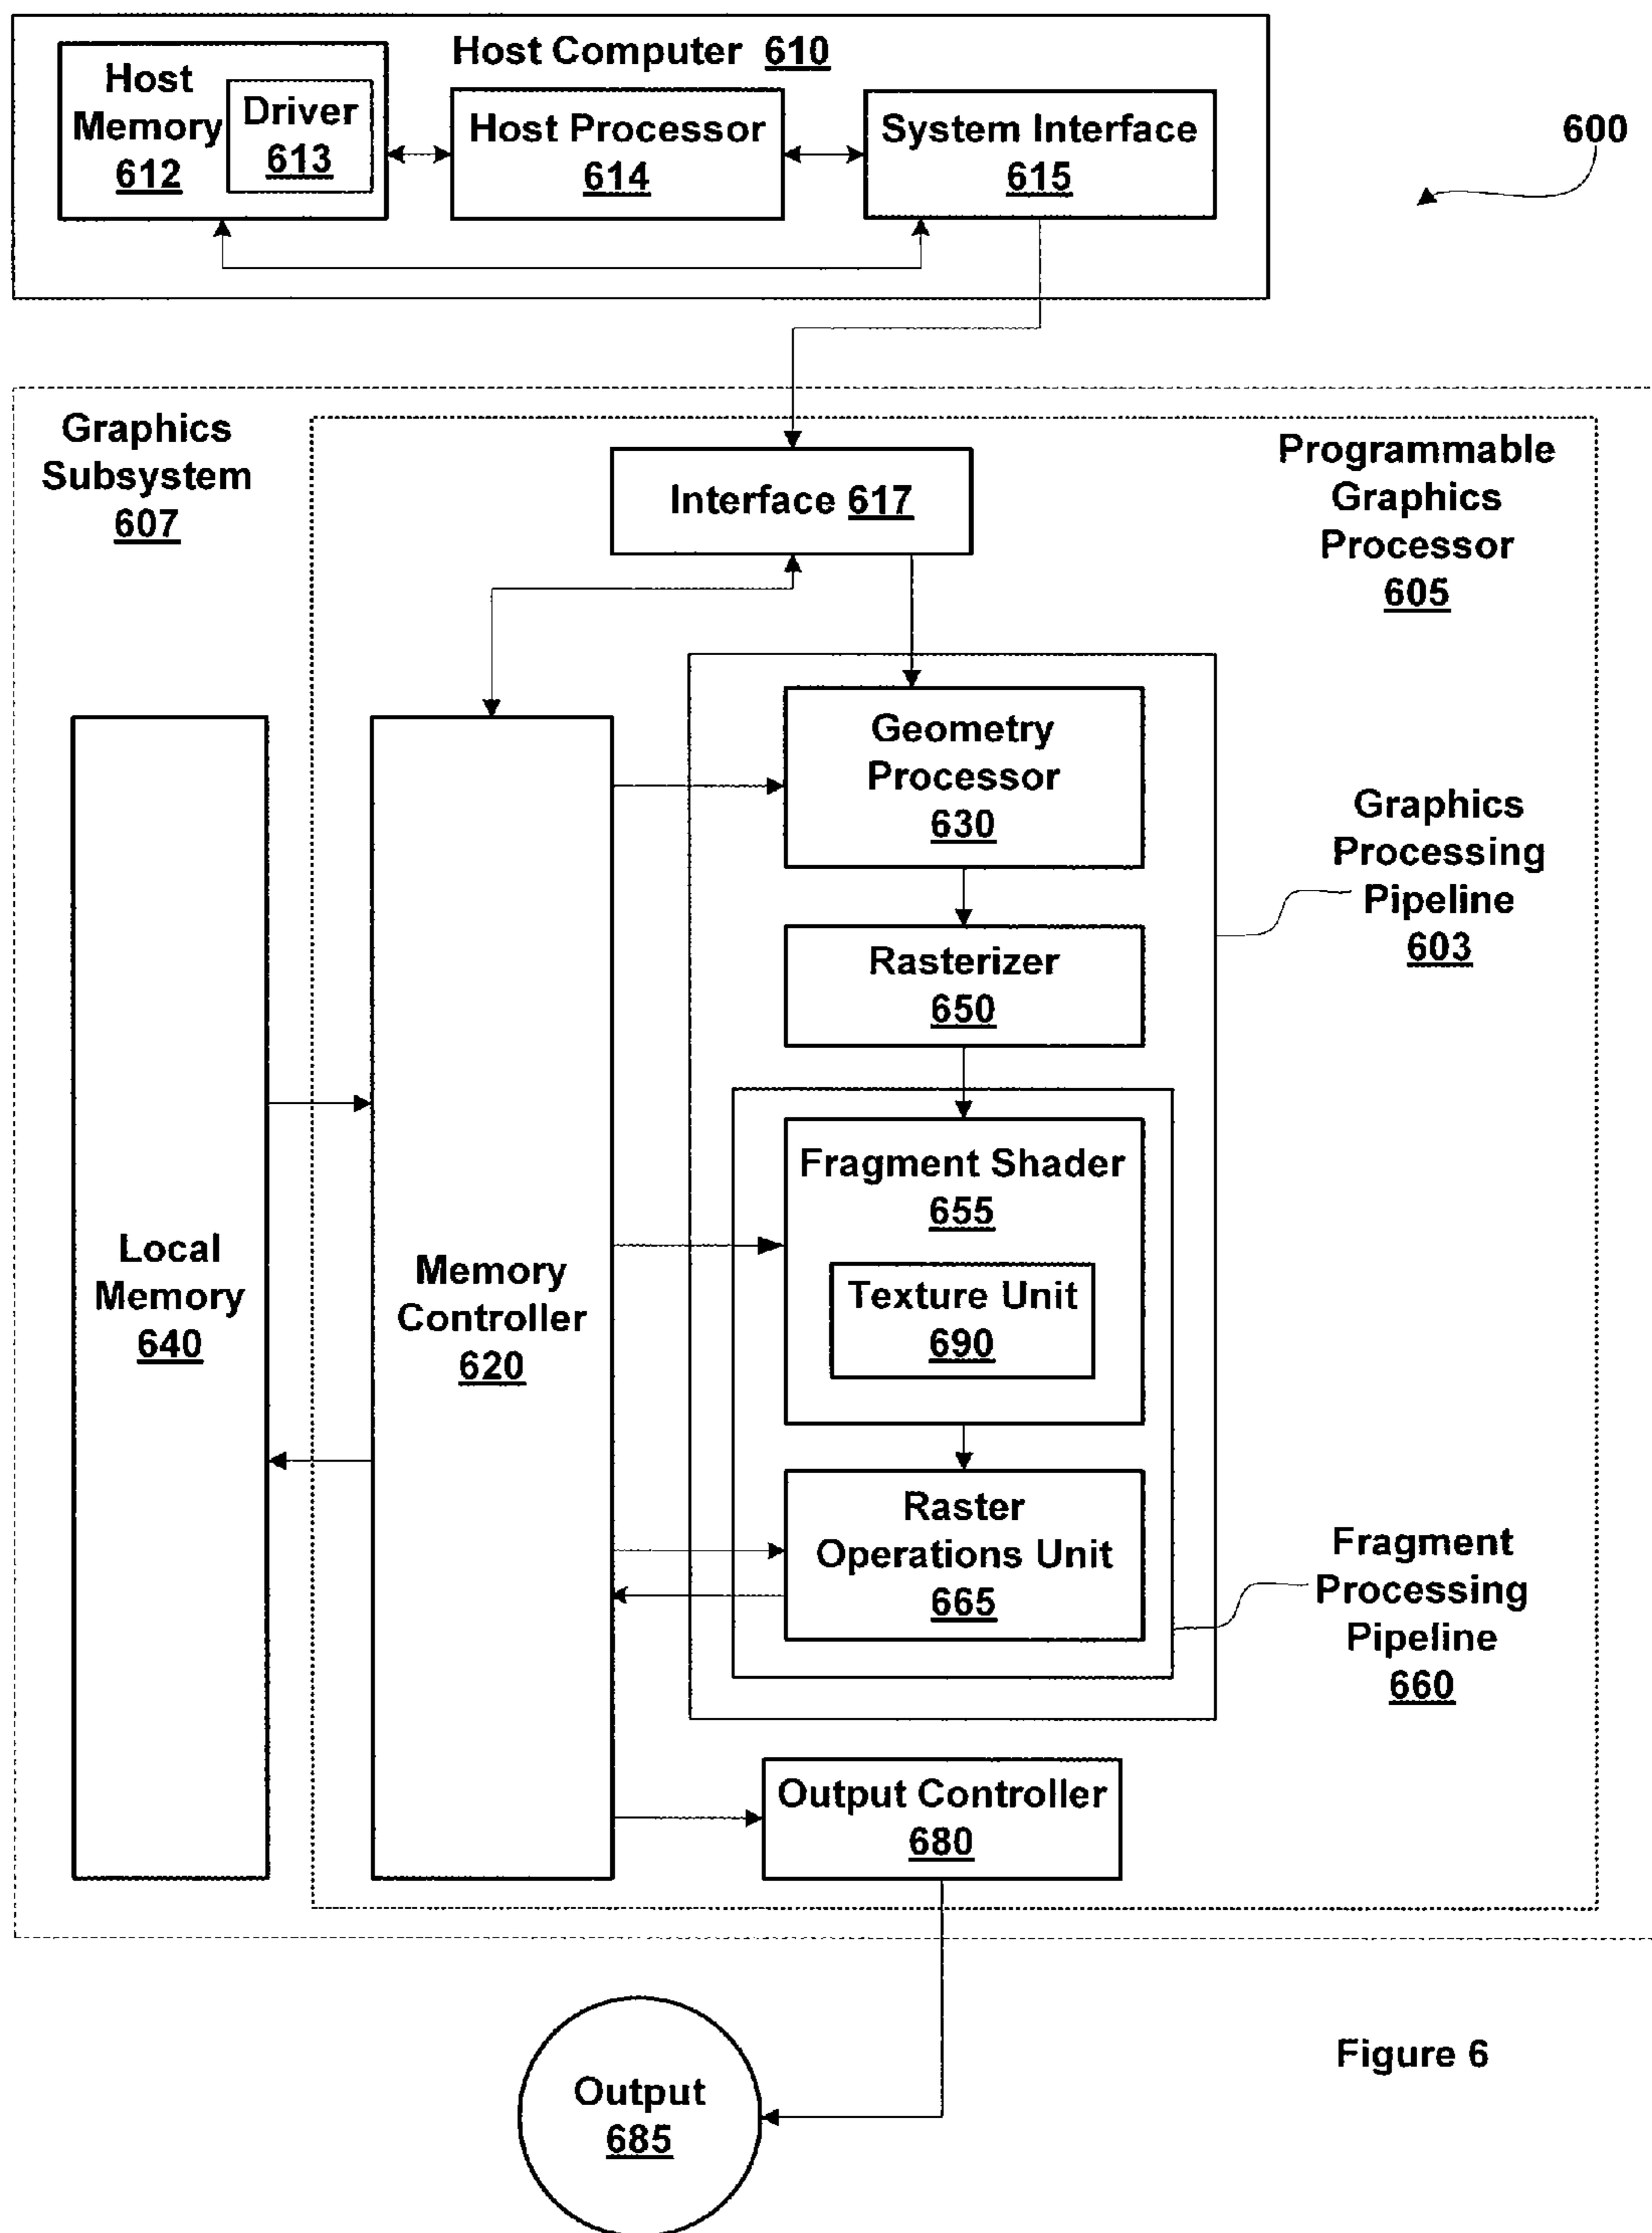 Host Computer 610
Host
Memory
612
Driver
613
Host Processor
614
System Interface
615
600
Graphics
Subsystem
607
Programmable
Graphics
Processor
605
Interface 617
Geometry
Processor
630
Graphics
Processing
Pipeline
603
Rasterizer
650
Fragment Shader
655
Texture Unit
690
Local
Memory
640
Memory
Controller
620
Raster
Operations Unit
665
Fragment
Processing
Pipeline
660
Output Controller
680
Output
685
Figure 6